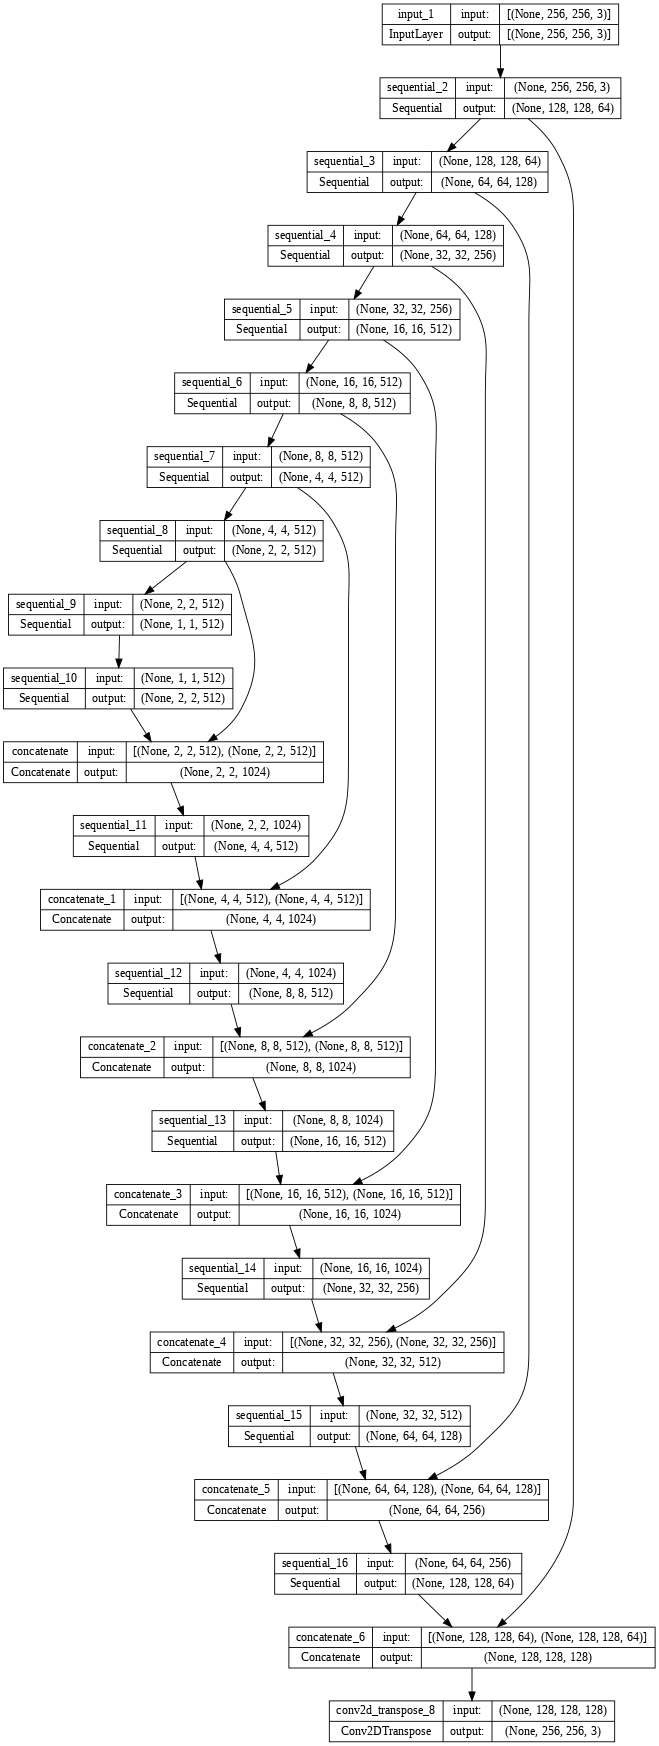 input_1 input: [(None, 256, 256, 3)]
InputLayer output: [(None, 256, 256, 3)]
sequential_2 input: (None, 256, 256, 3)
Sequential output: (None, 128, 128, 64)
sequential_3 input: (None, 128, 128, 64)
Sequential output: (None, 64, 64, 128)
sequential_4 input: (None, 64, 64, 128)
Sequential output: (None, 32, 32, 256)
sequential_5 input: (None, 32, 32, 256)
Sequential output: (None, 16, 16, 512)
sequential_6 input: (None, 16, 16, 512)
Sequential output: (None, 8, 8, 512)
sequential_7 input: (None, 8, 8, 512)
Sequential output: (None, 4, 4, 512)
sequential_8 input: (None, 4, 4, 512)
Sequential output: (None, 2, 2, 512)
sequential_9 input: (None, 2, 2, 512)
Sequential output: (None, 1, 1, 512)
sequential_10 input: (None, 1, 1, 512)
Sequential output: (None, 2, 2, 512)
concatenate input: [(None, 2, 2, 512), (None, 2, 2, 512)]
Concatenate output: (None, 2, 2, 1024)
sequential_11 input: (None, 2, 2, 1024)
Sequential output: (None, 4, 4, 512)
concatenate_1 input: [(None, 4, 4, 512), (None, 4, 4, 512)]
Concatenate output: (None, 4, 4, 1024)
sequential_12 input: (None, 4, 4, 1024)
Sequential output: (None, 8, 8, 512)
concatenate_2 input: [(None, 8, 8, 512), (None, 8, 8, 512)]
Concatenate output: (None, 8, 8, 1024)
sequential_13 input: (None, 8, 8, 1024)
Sequential output: (None, 16, 16, 512)
concatenate_3 input: [(None, 16, 16, 512), (None, 16, 16, 512)]
Concatenate output: (None, 16, 16, 1024)
sequential_14 input: (None, 16, 16, 1024)
Sequential output: (None, 32, 32, 256)
concatenate_4 input: [(None, 32, 32, 256), (None, 32, 32, 256)]
Concatenate output: (None, 32, 32, 512)
sequential_15 input: (None, 32, 32, 512)
Sequential output: (None, 64, 64, 128)
concatenate_5 input: [(None, 64, 64, 128), (None, 64, 64, 128)]
Concatenate output: (None, 64, 64, 256)
sequential_16 input: (None, 64, 64, 256)
Sequential output: (None, 128, 128, 64)
concatenate_6 input: [(None, 128, 128, 64), (None, 128, 128, 64)]
Concatenate output: (None, 128, 128, 128)
conv2d_transpose_8 input: (None, 128, 128, 128)
Conv2DTranspose output: (None, 256, 256, 3)